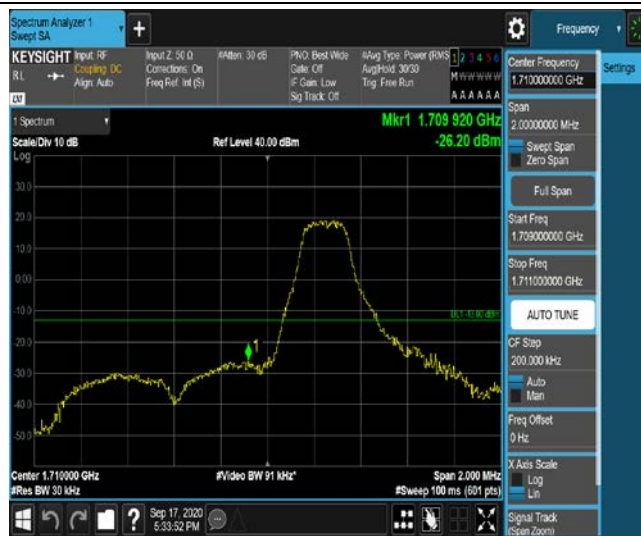 Spectrum Analyzer 1
Swept SA
+
Frequency
KEYSIGHT
Input: RF
RL
Coupling: DC
Align: Auto
Input Z: 50 Ω
Corrections: On
Freq Ref: Int (S)
#Atten: 30 dB
PNO: Best Wide
Gate: Off
IF Gain: Low
Sig Track: Off
#Avg Type: Power (RMS
Avg|Hold: 30/30
Trig: Free Run
1 2 3 4 5 6
M W W W W W
A A A A A A
1 Spectrum
Scale/Div 10 dB
Ref Level 40.00 dBm
Mkr1 1.709 920 GHz
-26.20 dBm
Log
30.0
20.0
10.0
0.00
-10.0
-20.0
-30.0
-40.0
-50.0
DL1 -13.00 dBm
1
Center 1.710000 GHz
#Video BW 91 kHz*
Span 2.000 MHz
#Res BW 30 kHz
#Sweep 100 ms (601 pts)
Sep 17, 2020
5:33:52 PM
?
Center Frequency
1.710000000 GHz
Settings
Span
2.00000000 MHz
Swept Span
Zero Span
Full Span
Start Freq
1.709000000 GHz
Stop Freq
1.711000000 GHz
AUTO TUNE
CF Step
200.000 kHz
Auto
Man
Freq Offset
0 Hz
X Axis Scale
Log
Lin
Signal Track
(Span Zoom)